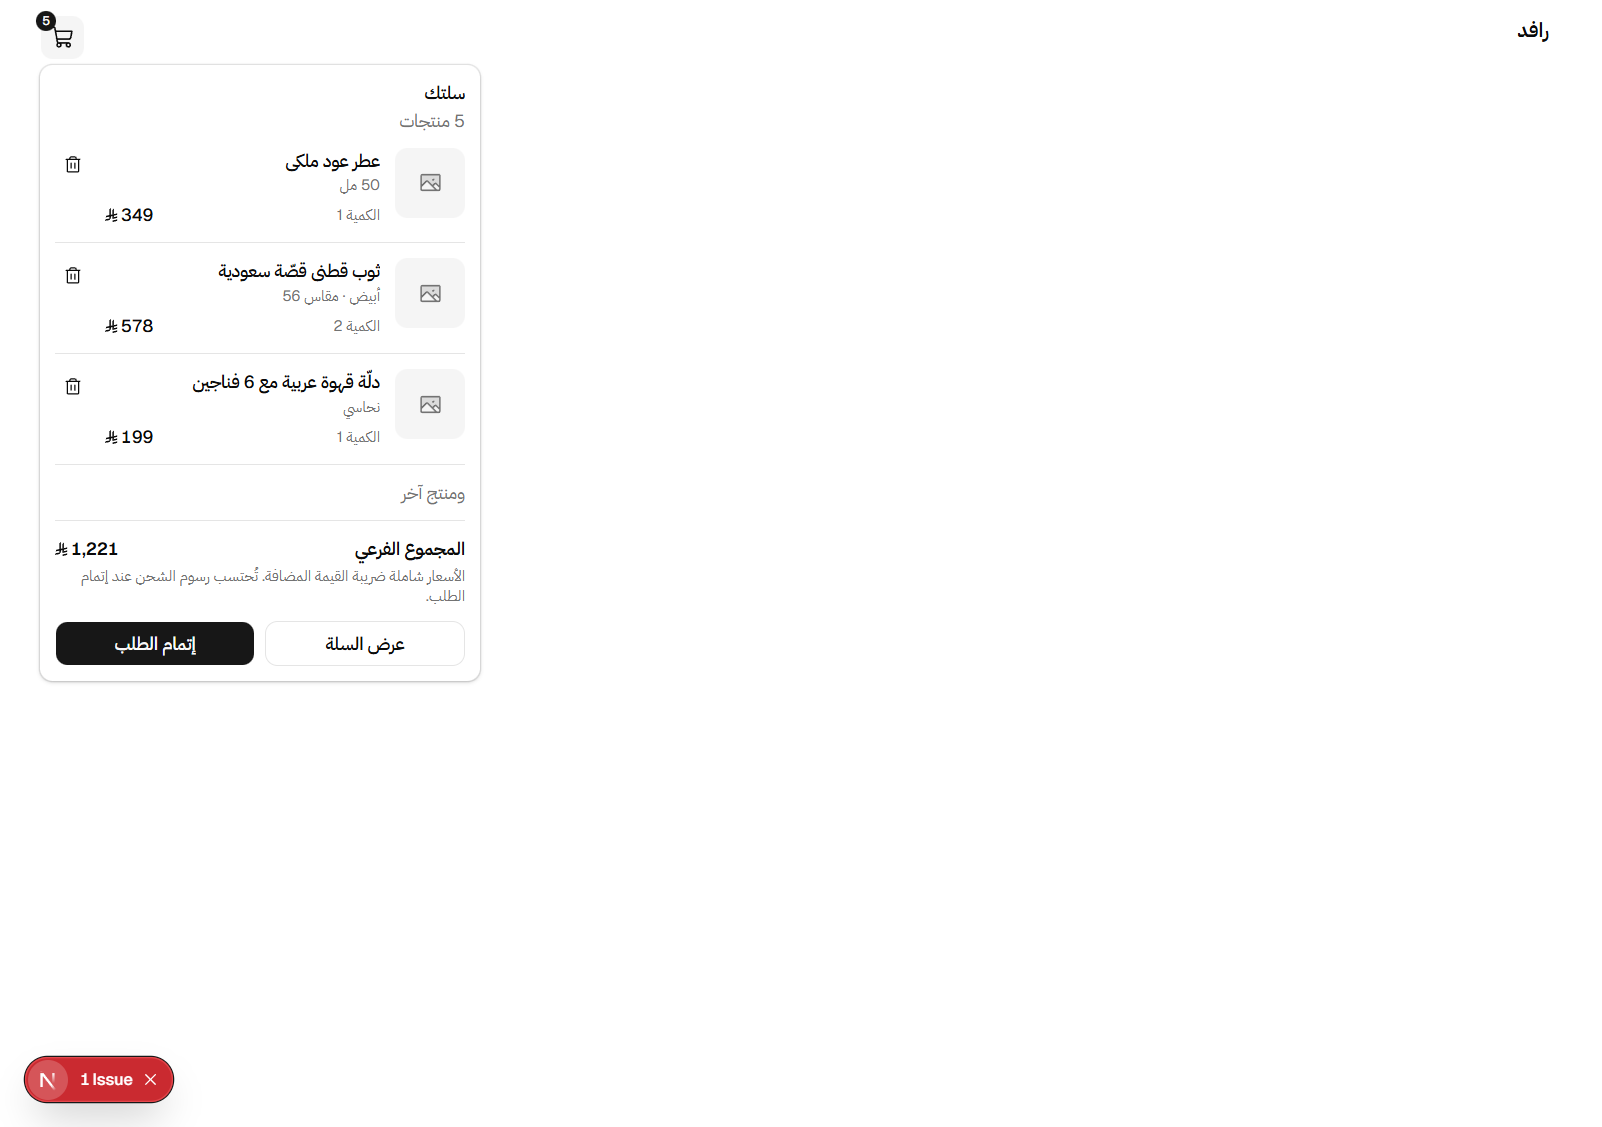 رافد
5
سلتك
5 منتجات
عطر عود ملكي
50 مل
الكمية 1
349 ⃁
ثوب قطني قصّة سعودية
أبيض · مقاس 56
الكمية 2
578 ⃁
دلّة قهوة عربية مع 6 فناجين
نحاسي
الكمية 1
199 ⃁
ومنتج آخر
المجموع الفرعي
1,221 ⃁
الأسعار شاملة ضريبة القيمة المضافة. تُحتسب رسوم الشحن عند إتمام
الطلب.
عرض السلة
إتمام الطلب
N
1 Issue